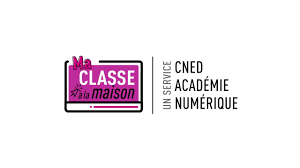 Ma
CLASSE
à la maison
UN SERVICE
CNED
ACADÉMIE
NUMÉRIQUE